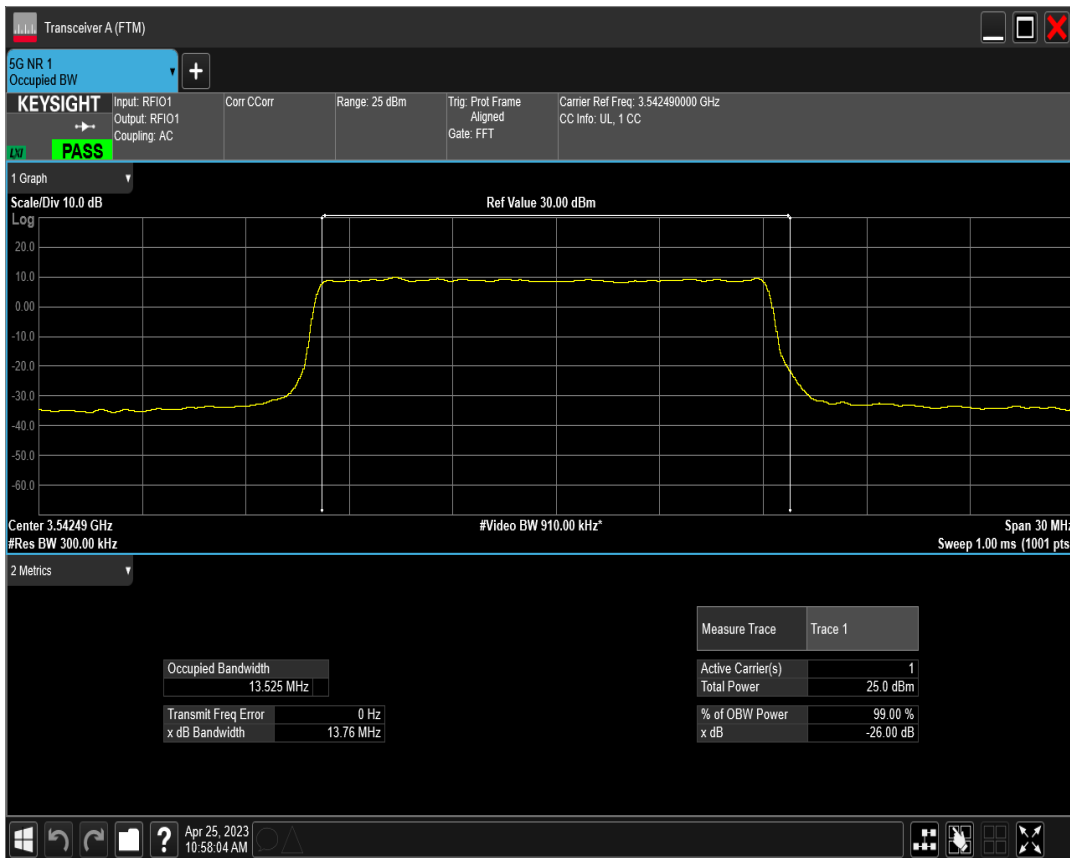 Transceiver A (FTM)
5G NR 1
Occupied BW
+
KEYSIGHT
LXI
PASS
Input: RFIO1
Output: RFIO1
Coupling: AC
Corr CCorr
Range: 25 dBm
Trig: Prot Frame
Aligned
Gate: FFT
Carrier Ref Freq: 3.542490000 GHz
CC Info: UL, 1 CC
1 Graph
Scale/Div 10.0 dB
Ref Value 30.00 dBm
Log
20.0
10.0
0.00
-10.0
-20.0
-30.0
-40.0
-50.0
-60.0
Center 3.54249 GHz
#Video BW 910.00 kHz*
Span 30 MHz
#Res BW 300.00 kHz
Sweep 1.00 ms (1001 pts
2 Metrics
Measure Trace Trace 1
Occupied Bandwidth
13.525 MHz
Transmit Freq Error 0 Hz
x dB Bandwidth 13.76 MHz
Active Carrier(s) 1
Total Power 25.0 dBm
% of OBW Power 99.00 %
x dB -26.00 dB
?
Apr 25, 2023
10:58:04 AM